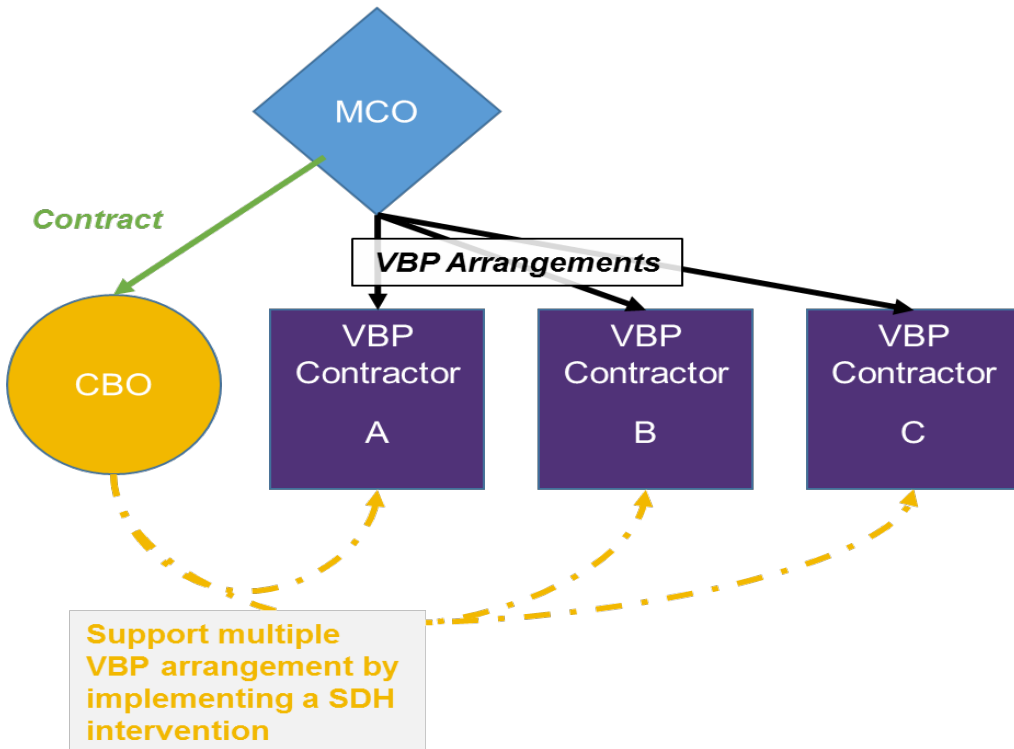 MCO
Contract
VBP Arrangements
CBO
VBP
Contractor
A
VBP
Contractor
B
VBP
Contractor
C
Support multiple
VBP arrangement by
implementing a SDH
intervention